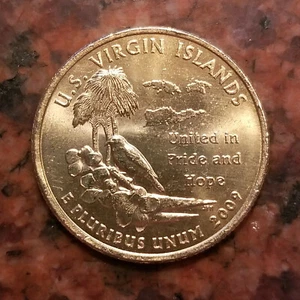 U.S. VIRGIN ISLANDS
United in
Pride and
Hope
E PLURIBUS UNUM 2009